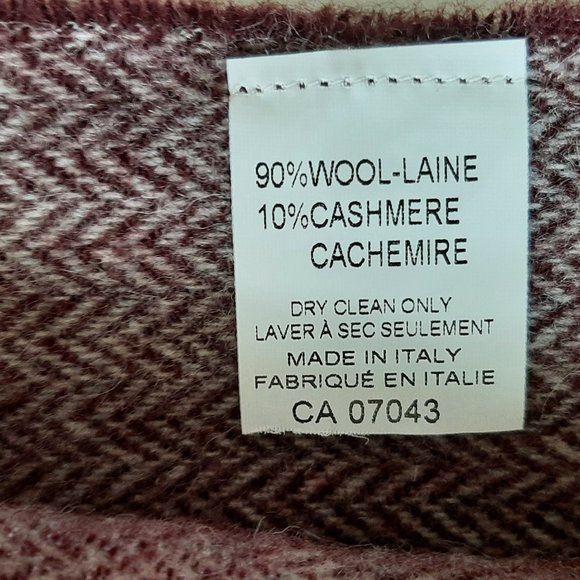 90%WOOL-LAINE
10%CASHMERE
CACHEMIRE
DRY CLEAN ONLY
LAVER À SEC SEULEMENT
MADE IN ITALY
FABRIQUÉ EN ITALIE
CA 07043